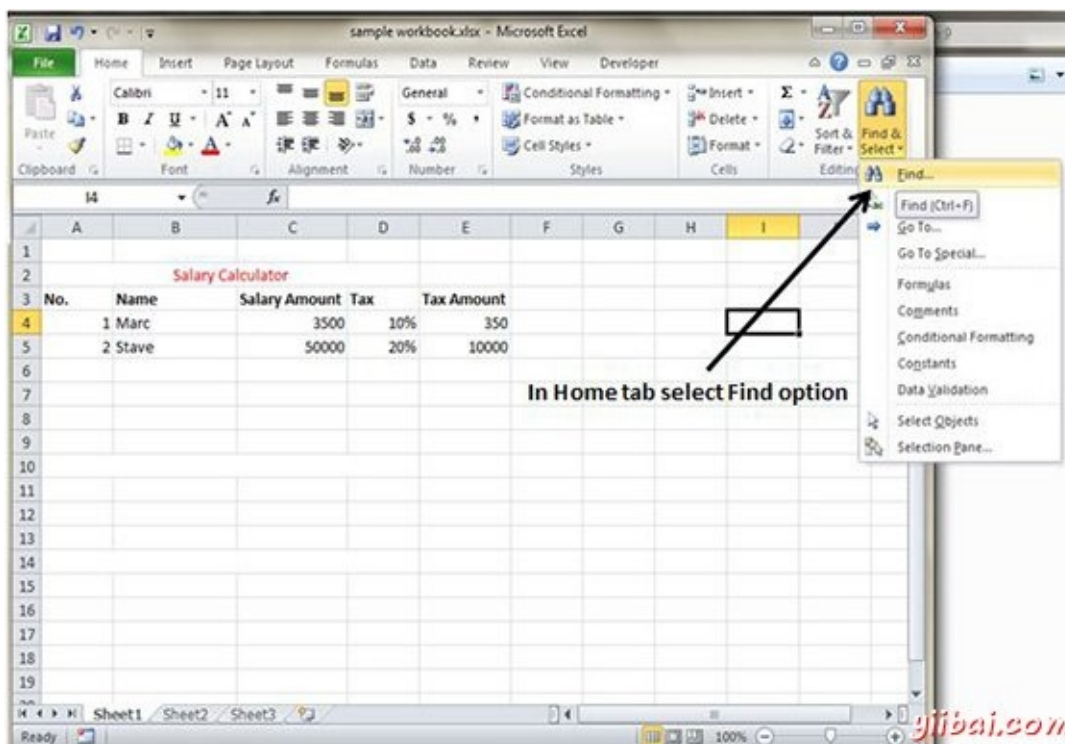 sample workbook.xlsx - Microsoft Excel
File Home Insert Page Layout Formulas Data Review View Developer
Calibri 11 General Conditional Formatting Insert Σ
Paste B I U A A $ % , Format as Table Delete Sort & Filter Find & Select
A Cell Styles Format
Clipboard Font Alignment Number Styles Cells Editing
Find...
I4 fx
Find (Ctrl+F)
Go To...
Go To Special...
Formulas
Comments
Conditional Formatting
Constants
Data Validation
Select Objects
Selection Pane...
A B C D E F G H I
1
2 Salary Calculator
3 No. Name Salary Amount Tax Tax Amount
4 1 Marc 3500 10% 350
5 2 Stave 50000 20% 10000
6
7
In Home tab select Find option
8
9
10
11
12
13
14
15
16
17
18
19
Sheet1 Sheet2 Sheet3
Ready 100%
yiibai.com